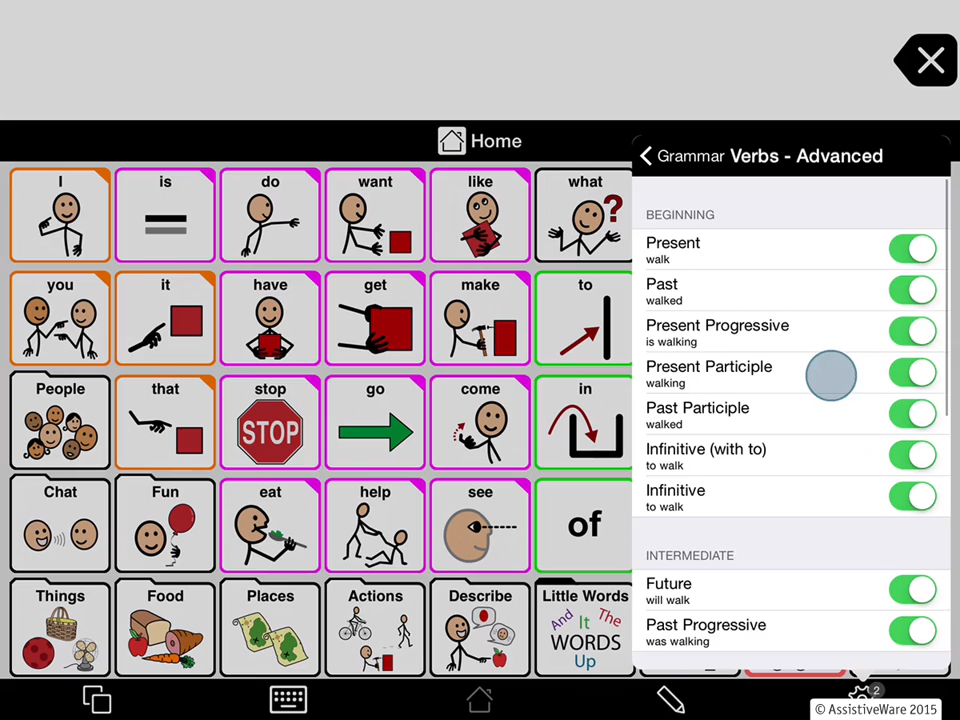 Home
Grammar Verbs - Advanced
I is do want like what
BEGINNING
Present
walk
Past
walked
Present Progressive
is walking
Present Participle
walking
Past Participle
walked
Infinitive (with to)
to walk
Infinitive
to walk
INTERMEDIATE
Future
will walk
Past Progressive
was walking
you it have get make to
People that stop go come in
STOP
Chat Fun eat help see
of
Things Food Places Actions Describe Little Words
And It The
WORDS
Up
2
© AssistiveWare 2015